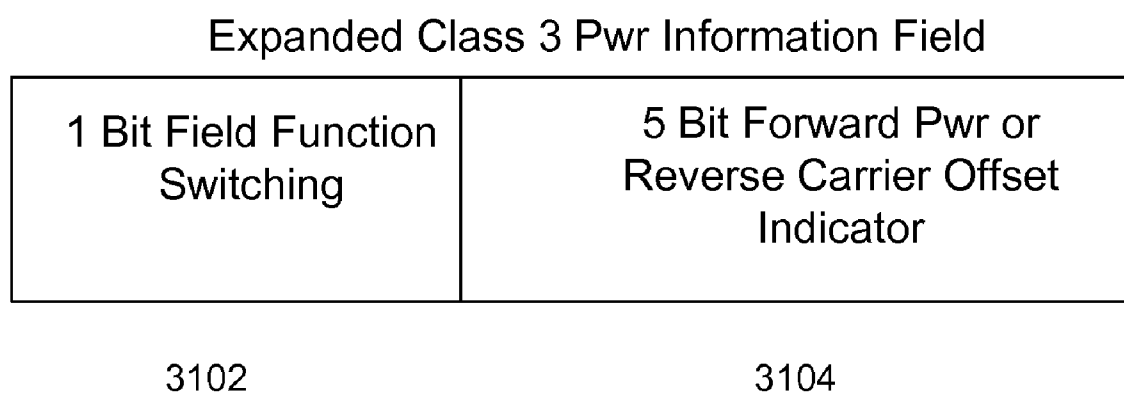 Expanded Class 3 Pwr Information Field
1 Bit Field Function
Switching
5 Bit Forward Pwr or
Reverse Carrier Offset
Indicator
3102
3104